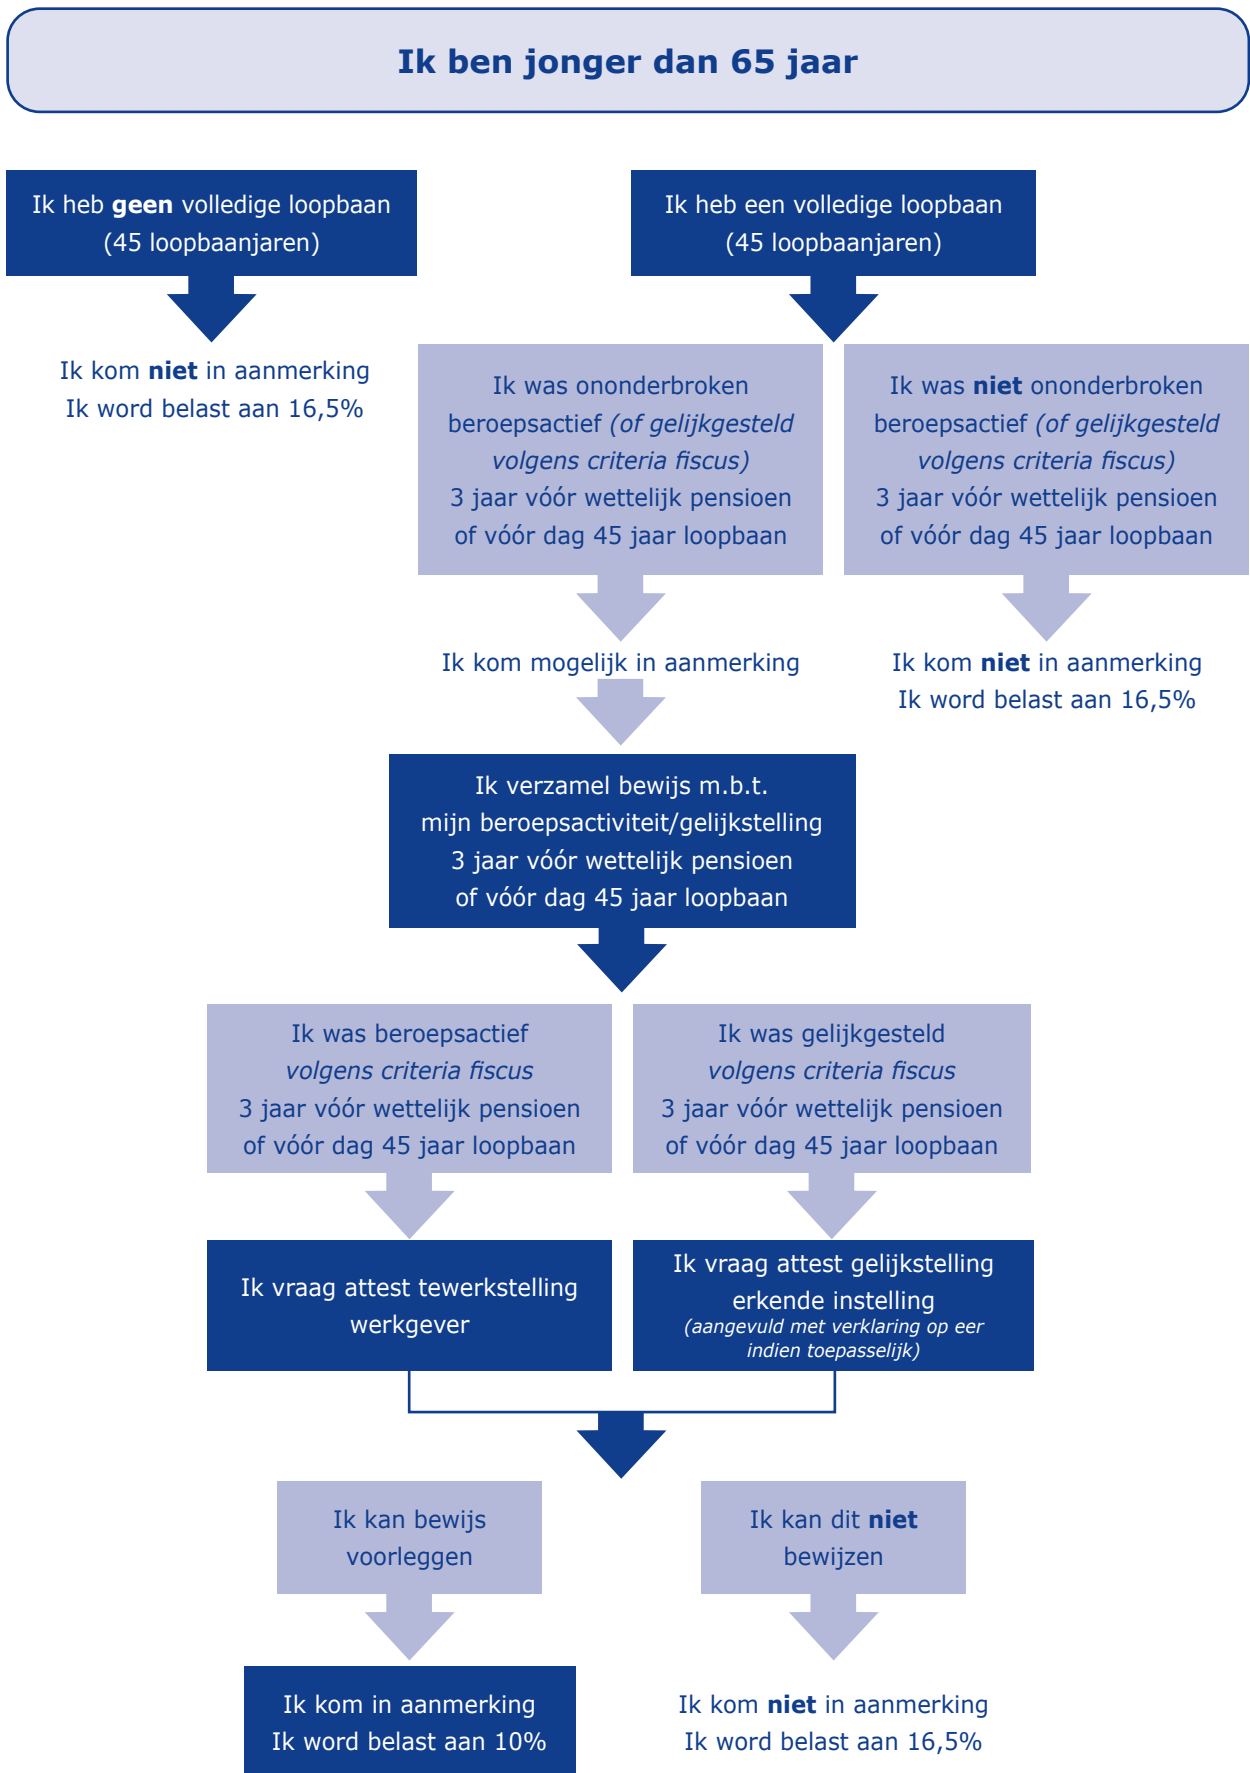 Ik ben jonger dan 65 jaar
Ik heb geen volledige loopbaan
(45 loopbaanjaren)
Ik heb een volledige loopbaan
(45 loopbaanjaren)
Ik kom niet in aanmerking
Ik word belast aan 16,5%
Ik was ononderbroken
beroepsactief (of gelijkgesteld
volgens criteria fiscus)
3 jaar vóór wettelijk pensioen
of vóór dag 45 jaar loopbaan
Ik was niet ononderbroken
beroepsactief (of gelijkgesteld
volgens criteria fiscus)
3 jaar vóór wettelijk pensioen
of vóór dag 45 jaar loopbaan
Ik kom mogelijk in aanmerking
Ik kom niet in aanmerking
Ik word belast aan 16,5%
Ik verzamel bewijs m.b.t.
mijn beroepsactiviteit/gelijkstelling
3 jaar vóór wettelijk pensioen
of vóór dag 45 jaar loopbaan
Ik was beroepsactief
volgens criteria fiscus
3 jaar vóór wettelijk pensioen
of vóór dag 45 jaar loopbaan
Ik was gelijkgesteld
volgens criteria fiscus
3 jaar vóór wettelijk pensioen
of vóór dag 45 jaar loopbaan
Ik vraag attest tewerkstelling
werkgever
Ik vraag attest gelijkstelling
erkende instelling
(aangevuld met verklaring op eer
indien toepasselijk)
Ik kan bewijs
voorleggen
Ik kan dit niet
bewijzen
Ik kom in aanmerking
Ik word belast aan 10%
Ik kom niet in aanmerking
Ik word belast aan 16,5%